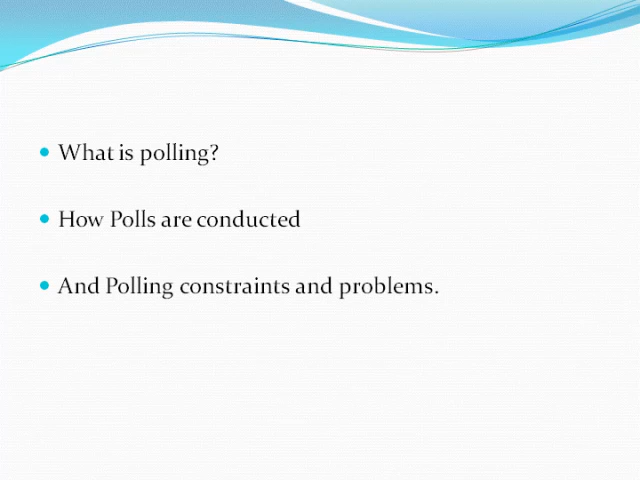 What is polling?
How Polls are conducted
And Polling constraints and problems.